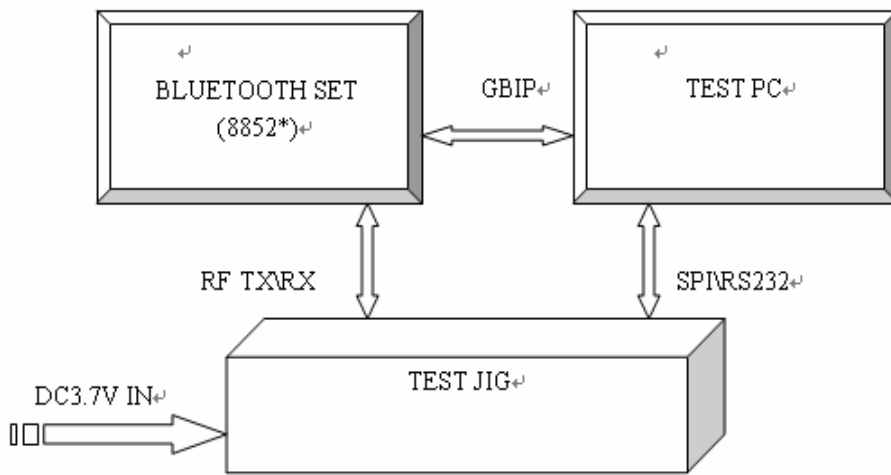 BLUETOOTH SET
(8852*)
GBIP
TEST PC
RF TX\RX
SPI\RS232
TEST JIG
DC3.7V IN